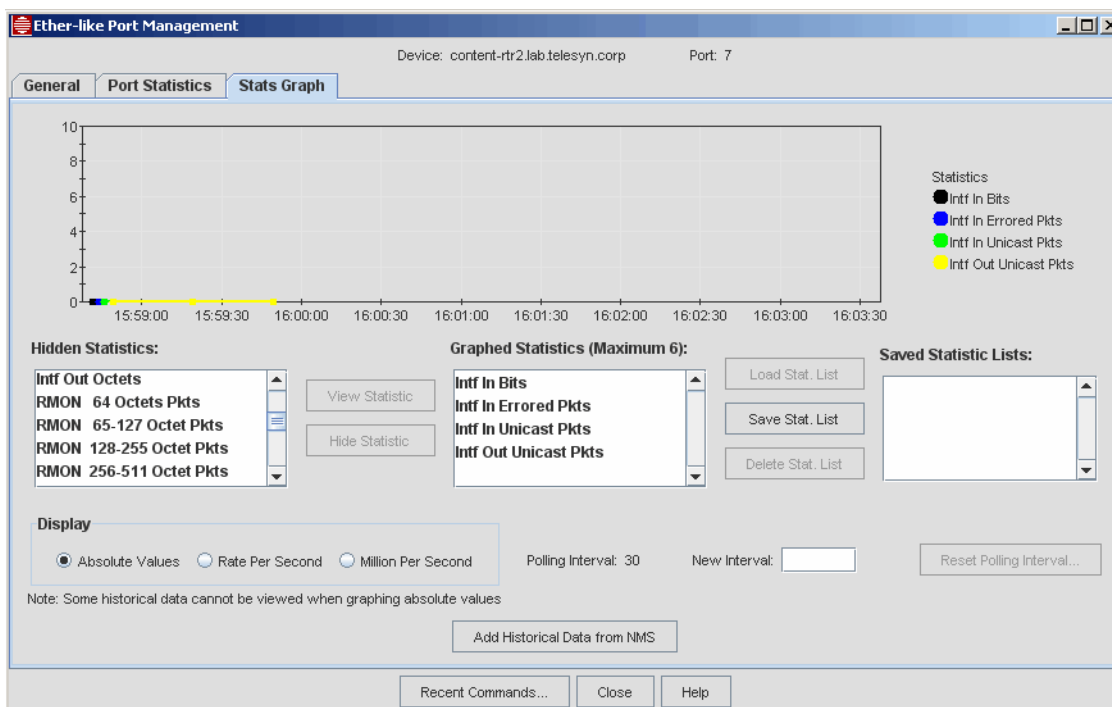 Ether-like Port Management
Device: content-rtr2.lab.telesyn.corp Port: 7
General Port Statistics Stats Graph
10
8
6
4
2
0
15:59:00 15:59:30 16:00:00 16:00:30 16:01:00 16:01:30 16:02:00 16:02:30 16:03:00 16:03:30
Statistics
Intf In Bits
Intf In Errored Pkts
Intf In Unicast Pkts
Intf Out Unicast Pkts
Hidden Statistics:
Intf Out Octets
RMON 64 Octets Pkts
RMON 65-127 Octet Pkts
RMON 128-255 Octet Pkts
RMON 256-511 Octet Pkts
View Statistic
Hide Statistic
Graphed Statistics (Maximum 6):
Intf In Bits
Intf In Errored Pkts
Intf In Unicast Pkts
Intf Out Unicast Pkts
Load Stat. List
Save Stat. List
Delete Stat. List
Saved Statistic Lists:
Display
Absolute Values Rate Per Second Million Per Second
Polling Interval: 30 New Interval: Reset Polling Interval...
Note: Some historical data cannot be viewed when graphing absolute values
Add Historical Data from NMS
Recent Commands... Close Help